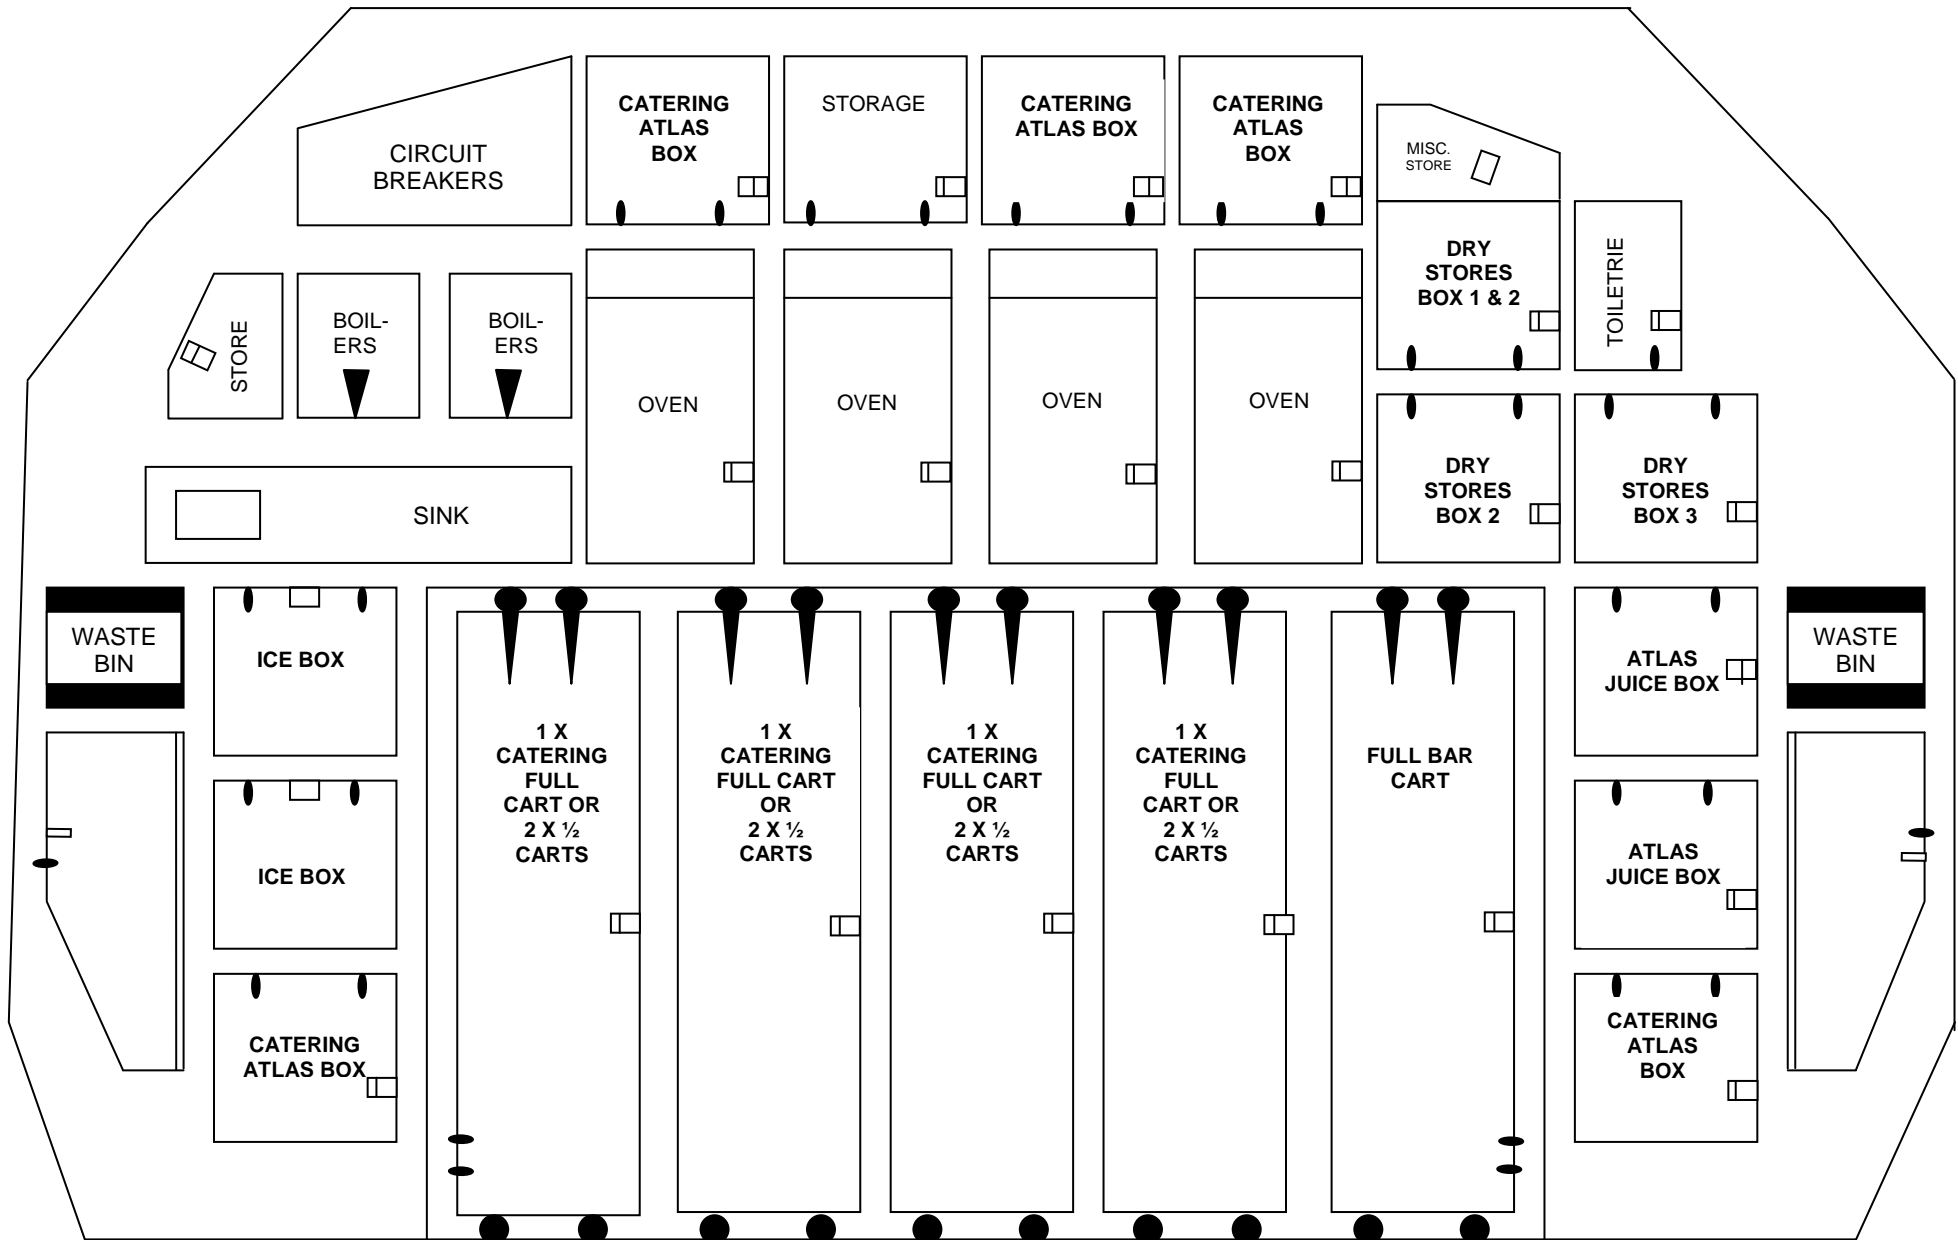 CATERING
ATLAS
BOX
STORAGE
CATERING
ATLAS BOX
CATERING
ATLAS
BOX
CIRCUIT
BREAKERS
MISC.
STORE
DRY
STORES
BOX 1 & 2
TOILETRIE
STORE
BOIL-
ERS
BOIL-
ERS
OVEN
OVEN
OVEN
OVEN
DRY
STORES
BOX 2
DRY
STORES
BOX 3
SINK
WASTE
BIN
ICE BOX
ATLAS
JUICE BOX
WASTE
BIN
1 X
CATERING
FULL
CART OR
2 X ½
CARTS
1 X
CATERING
FULL CART
OR
2 X ½
CARTS
1 X
CATERING
FULL CART
OR
2 X ½
CARTS
1 X
CATERING
FULL
CART OR
2 X ½
CARTS
FULL BAR
CART
ICE BOX
ATLAS
JUICE BOX
CATERING
ATLAS BOX
CATERING
ATLAS
BOX